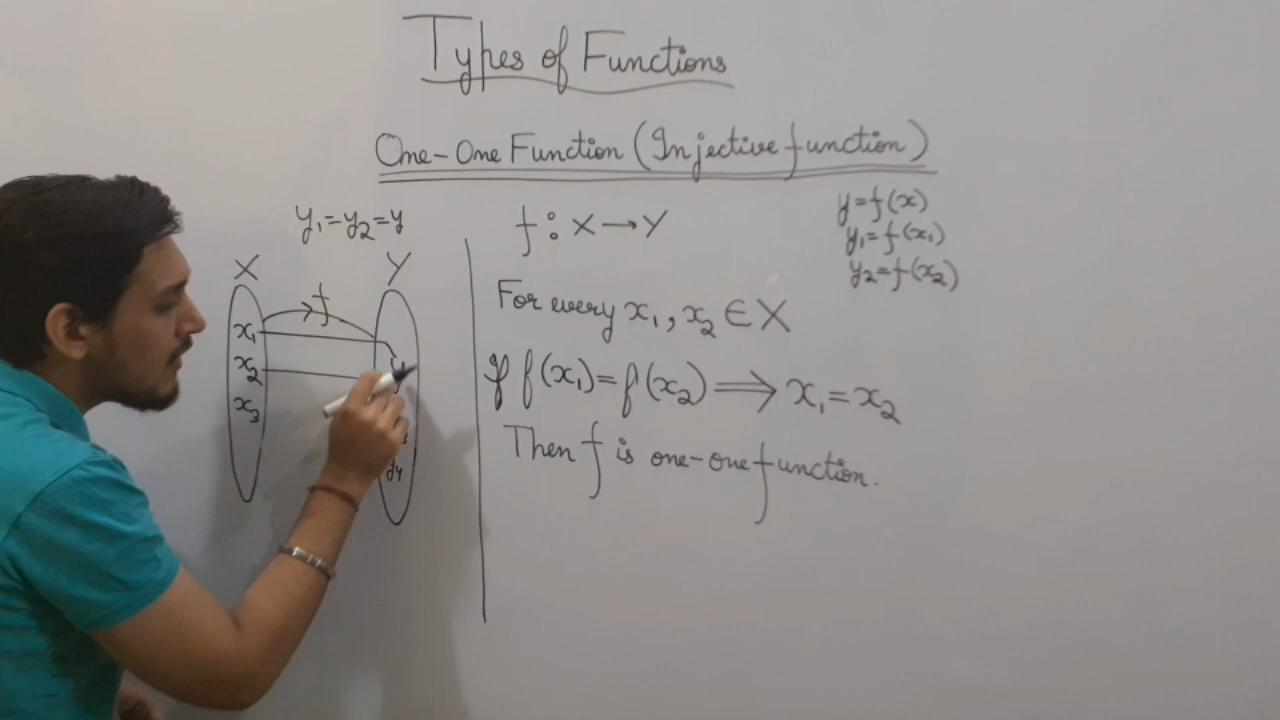 Types of Functions
One-One Function (Injective function)
y₁=y₂=y
f : X → Y
y=f(x)
y₁=f(x₁)
y₂=f(x₂)
X f Y
x₁
x₂
x₃
y₄
For every x₁, x₂ ∈ X
If f(x₁)=f(x₂) ⟹ x₁=x₂
Then f is one-one function.